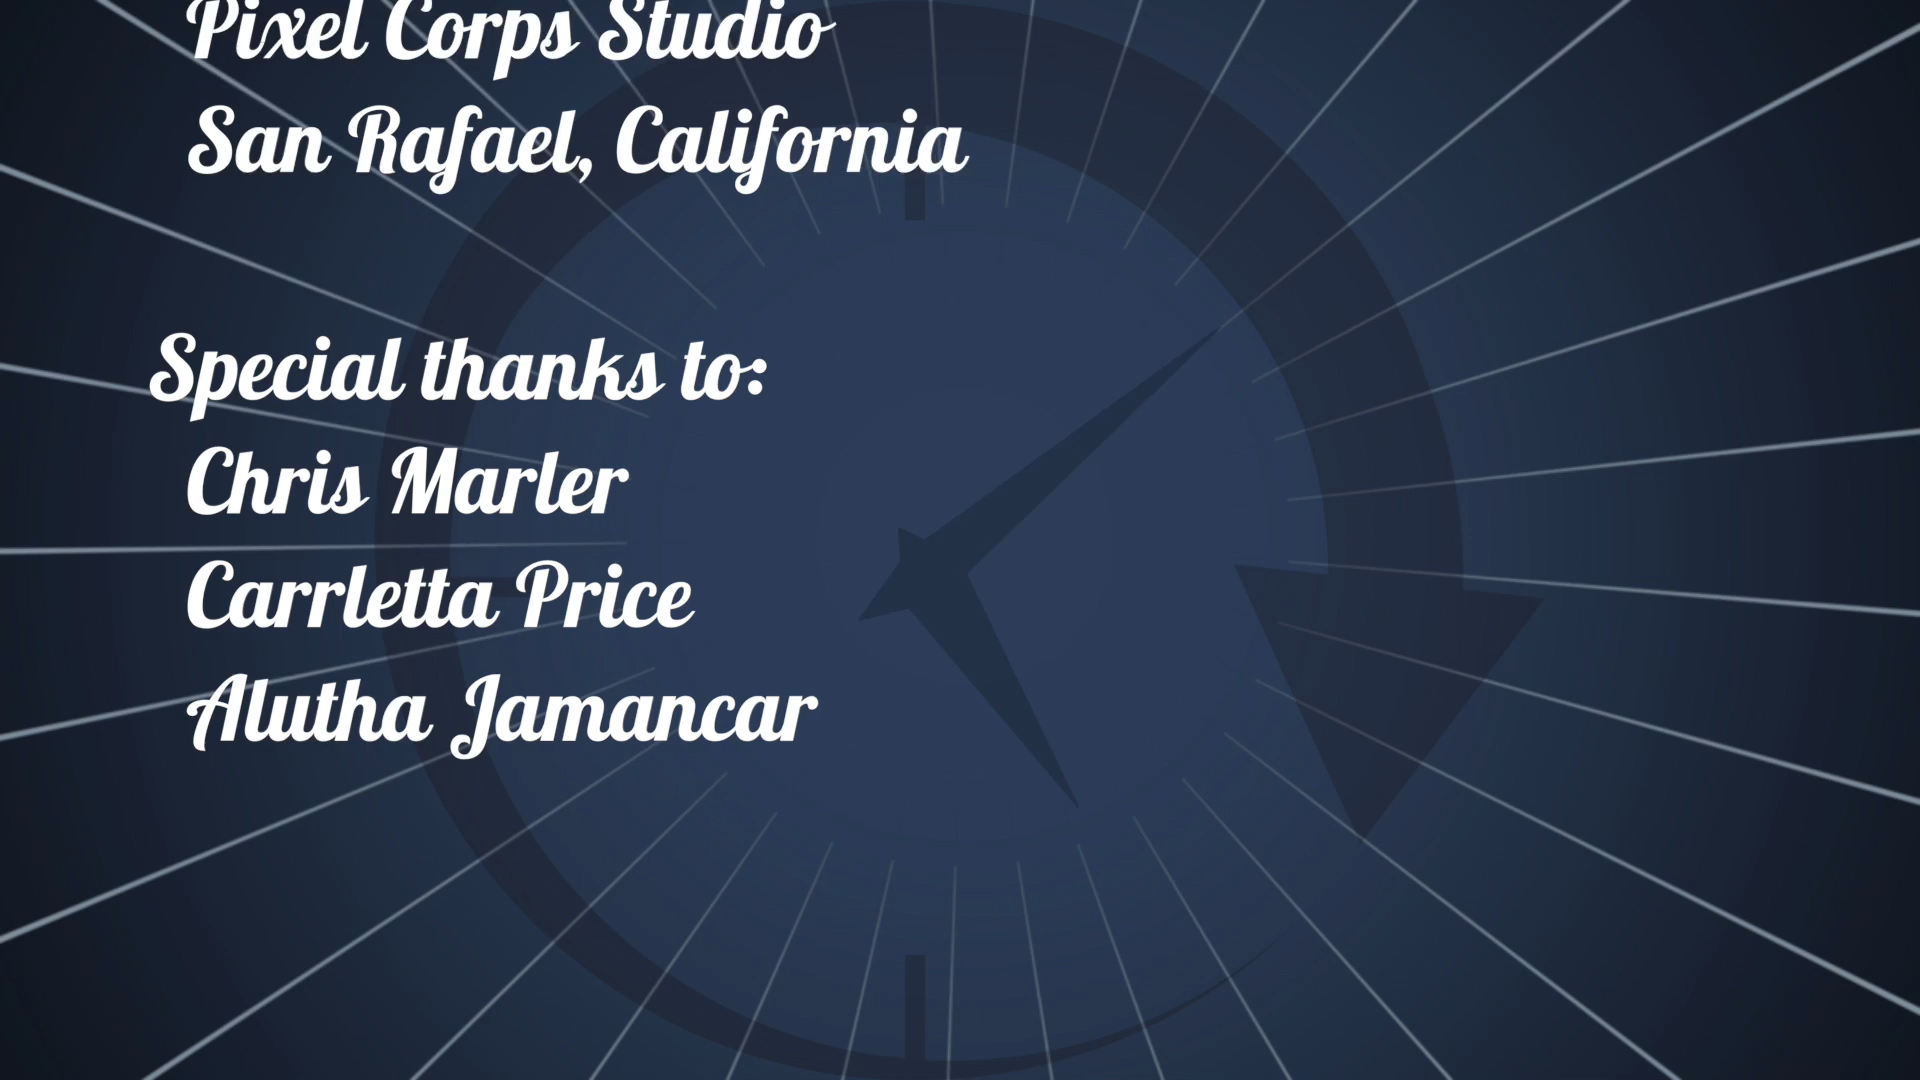 Pixel Corps Studio
San Rafael, California
Special thanks to:
Chris Marler
Carrletta Price
Alutha Jamancar